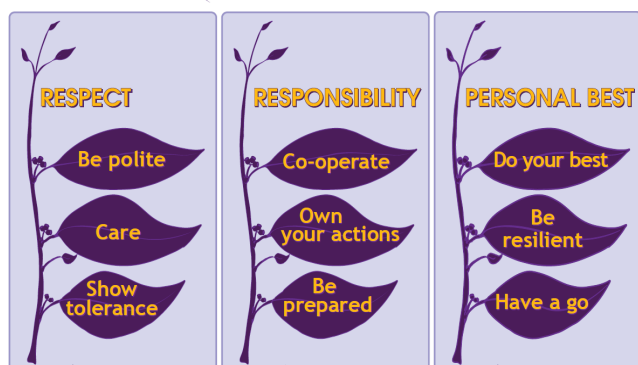 RESPECT
Be polite
Care
Show
tolerance
RESPONSIBILITY
Co-operate
Own
your actions
Be
prepared
PERSONAL BEST
Do your best
Be
resilient
Have a go